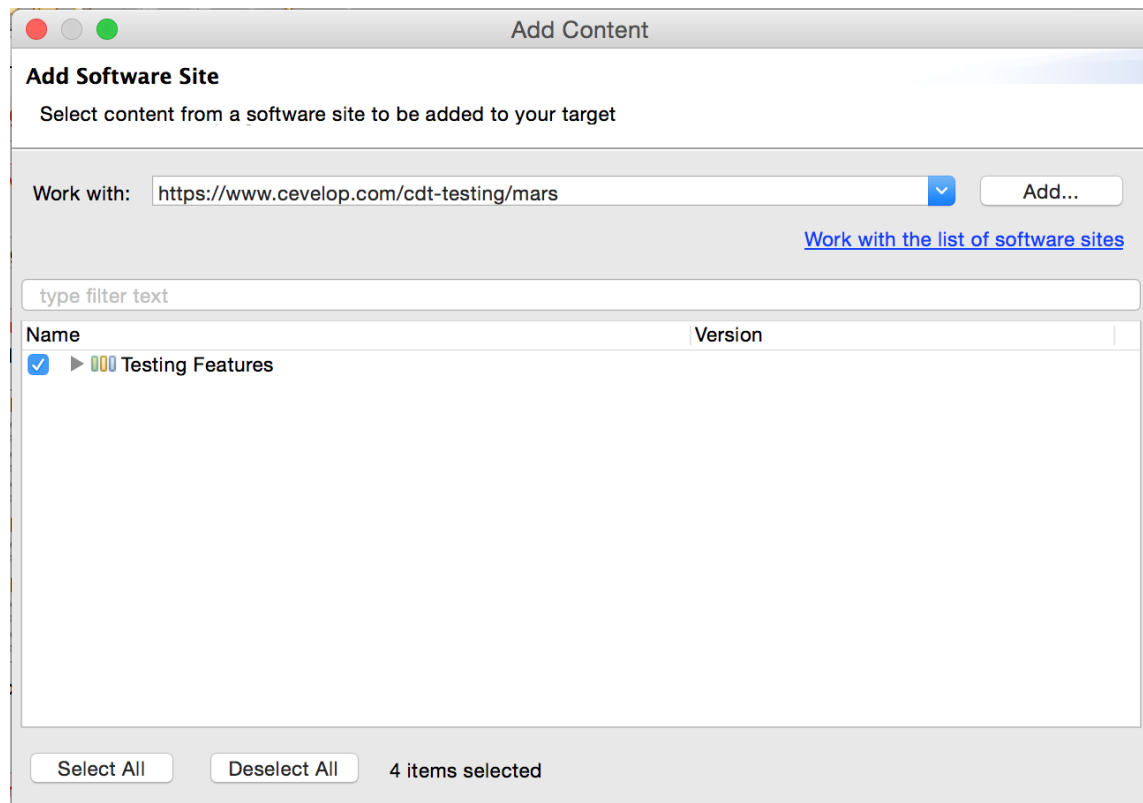 Add Content
Add Software Site
Select content from a software site to be added to your target
Work with: https://www.cevelop.com/cdt-testing/mars Add...
Work with the list of software sites
type filter text
Name Version
Testing Features
Select All Deselect All 4 items selected